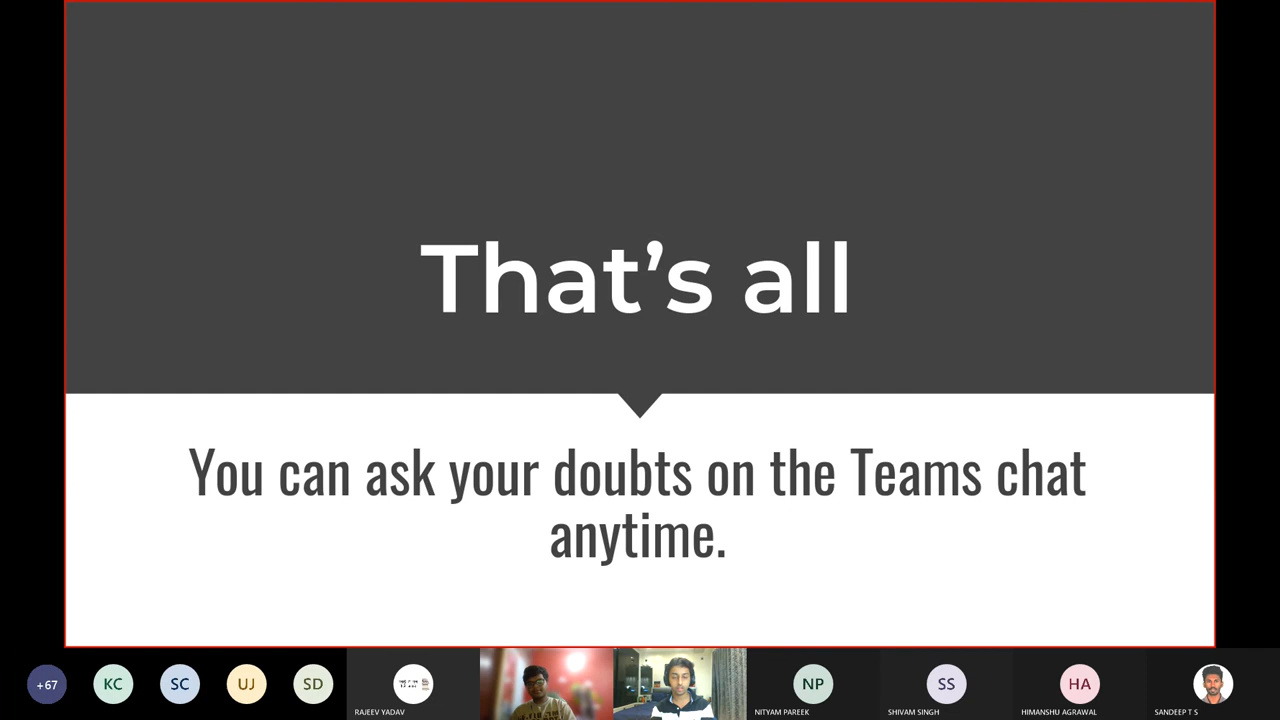 That’s all
You can ask your doubts on the Teams chat
anytime.
+67
KC
SC
UJ
SD
RAJEEV YADAV
NP
NITYAM PAREEK
SS
SHIVAM SINGH
HA
HIMANSHU AGRAWAL
SANDEEP T S